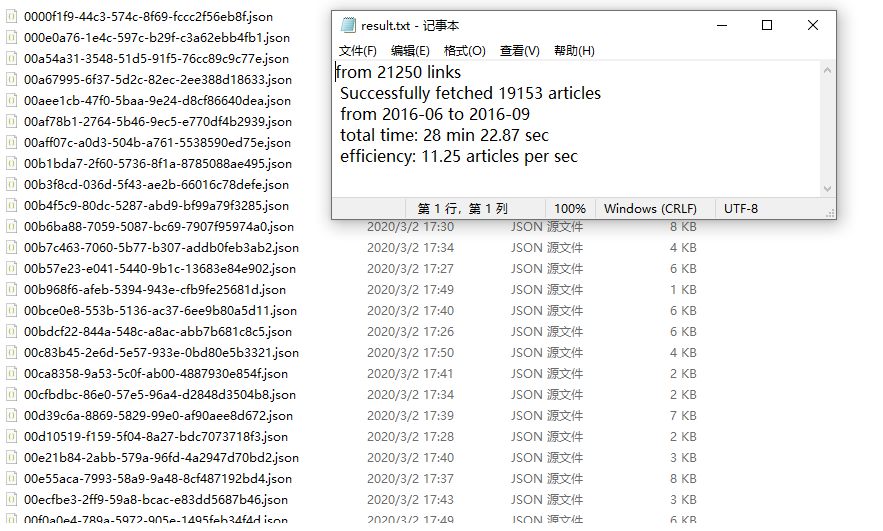 0000f1f9-44c3-574c-8f69-fccc2f56eb8f.json
000e0a76-1e4c-597c-b29f-c3a62ebb4fb1.json
00a54a31-3548-51d5-91f5-76cc89c9c77e.json
00a67995-6f37-5d2c-82ec-2ee388d18633.json
00aee1cb-47f0-5baa-9e24-d8cf86640dea.json
00af78b1-2764-5b46-9ec5-e770df4b2939.json
00aff07c-a0d3-504b-a761-5538590ed75e.json
00b1bda7-2f60-5736-8f1a-8785088ae495.json
00b3f8cd-036d-5f43-ae2b-66016c78defe.json
00b4f5c9-80dc-5287-abd9-bf99a79f3285.json
result.txt - 记事本
文件(F) 编辑(E) 格式(O) 查看(V) 帮助(H)
from 21250 links
Successfully fetched 19153 articles
from 2016-06 to 2016-09
total time: 28 min 22.87 sec
efficiency: 11.25 articles per sec
第 1 行，第 1 列 100% Windows (CRLF) UTF-8
00b6ba88-7059-5087-bc69-7907f95974a0.json 2020/3/2 17:30 JSON 源文件 8 KB
00b7c463-7060-5b77-b307-addb0feb3ab2.json 2020/3/2 17:34 JSON 源文件 4 KB
00b57e23-e041-5440-9b1c-13683e84e902.json 2020/3/2 17:27 JSON 源文件 6 KB
00b968f6-afeb-5394-943e-cfb9fe25681d.json 2020/3/2 17:49 JSON 源文件 1 KB
00bce0e8-553b-5136-ac37-6ee9b80a5d11.json 2020/3/2 17:40 JSON 源文件 6 KB
00bdcf22-844a-548c-a8ac-abb7b681c8c5.json 2020/3/2 17:26 JSON 源文件 6 KB
00c83b45-2e6d-5e57-933e-0bd80e5b3321.json 2020/3/2 17:50 JSON 源文件 4 KB
00ca8358-9a53-5c0f-ab00-4887930e854f.json 2020/3/2 17:41 JSON 源文件 2 KB
00cfbdbc-86e0-57e5-96a4-d2848d3504b8.json 2020/3/2 17:34 JSON 源文件 2 KB
00d39c6a-8869-5829-99e0-af90aee8d672.json 2020/3/2 17:39 JSON 源文件 7 KB
00d10519-f159-5f04-8a27-bdc7073718f3.json 2020/3/2 17:28 JSON 源文件 2 KB
00e21b84-2abb-579a-96fd-4a2947d70bd2.json 2020/3/2 17:40 JSON 源文件 3 KB
00e55aca-7993-58a9-9a48-8cf487192bd4.json 2020/3/2 17:37 JSON 源文件 8 KB
00ecfbe3-2ff9-59a8-bcac-e83dd5687b46.json 2020/3/2 17:43 JSON 源文件 3 KB
00f0a0e4-789a-5972-905e-1495feb34f4d.json 2020/3/2 17:49 JSON 源文件 6 KB